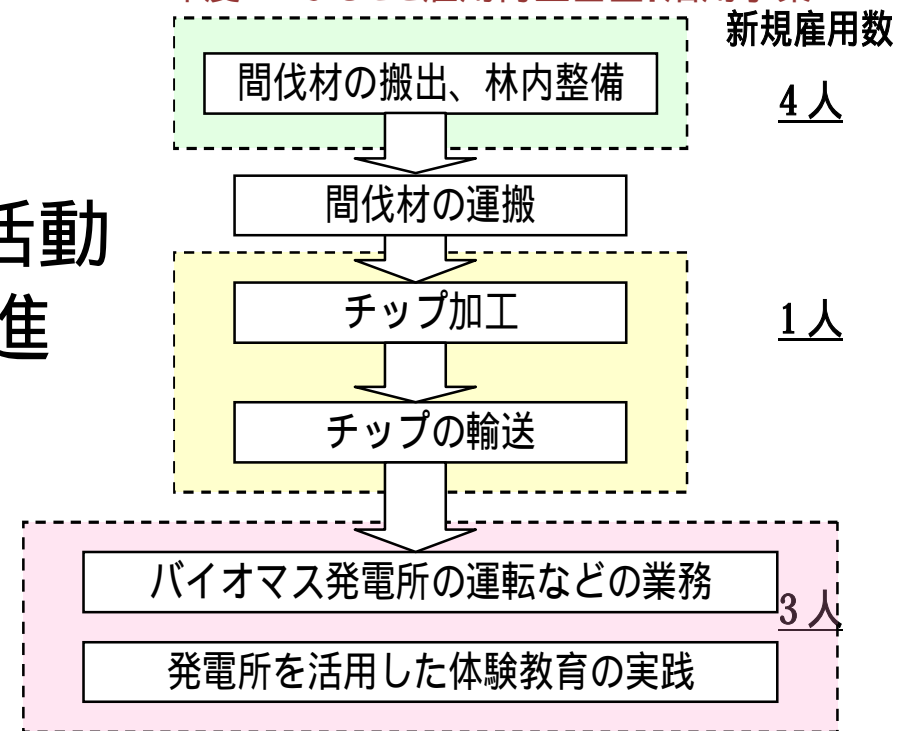 新規雇用数
間伐材の搬出、林内整備
4人
間伐材の運搬
活動
進
チップ加工
1人
チップの輸送
バイオマス発電所の運転などの業務
3人
発電所を活用した体験教育の実践